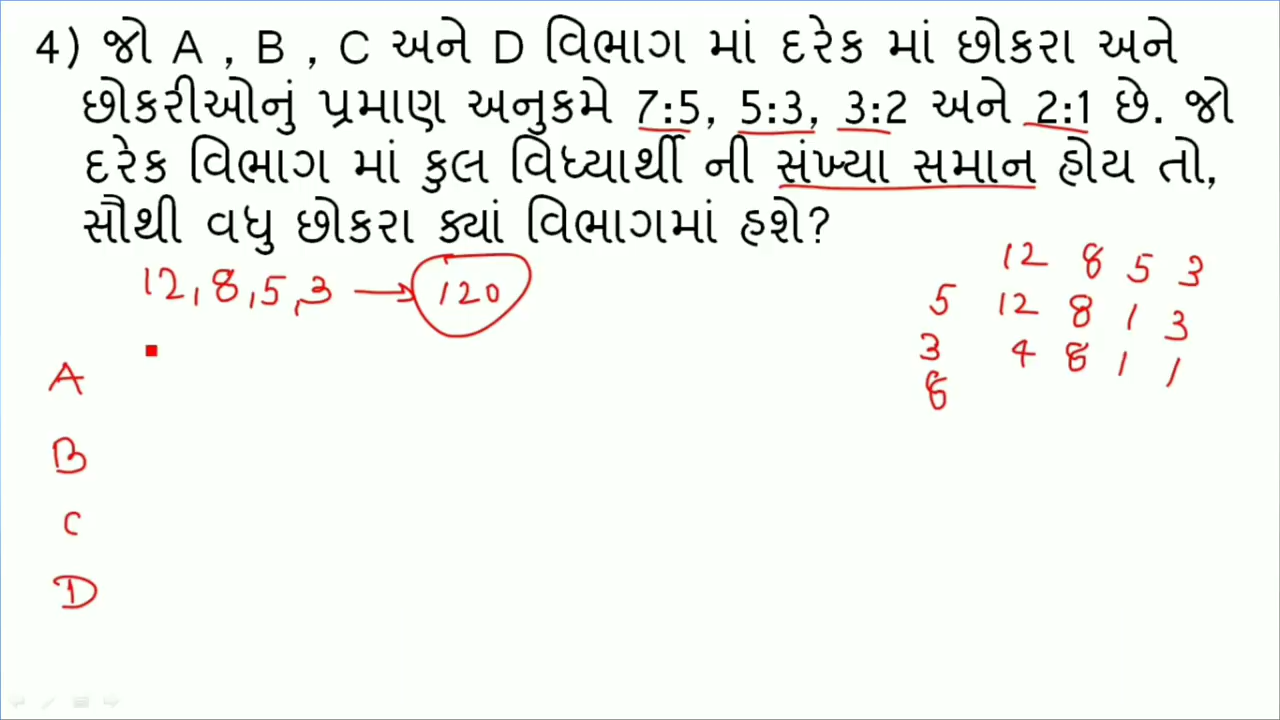 4) જો A , B , C અને D વિભાગ માં દરેક માં છોકરા અને
છોકરીઓનું પ્રમાણ અનુક્રમે 7:5, 5:3, 3:2 અને 2:1 છે. જો
દરેક વિભાગ માં કુલ વિધ્યાર્થી ની સંખ્યા સમાન હોય તો,
સૌથી વધુ છોકરા ક્યાં વિભાગમાં હશે?
12, 8, 5, 3 → 120
12 8 5 3
5 12 8 1 3
3 4 8 1 1
8
A
B
C
D